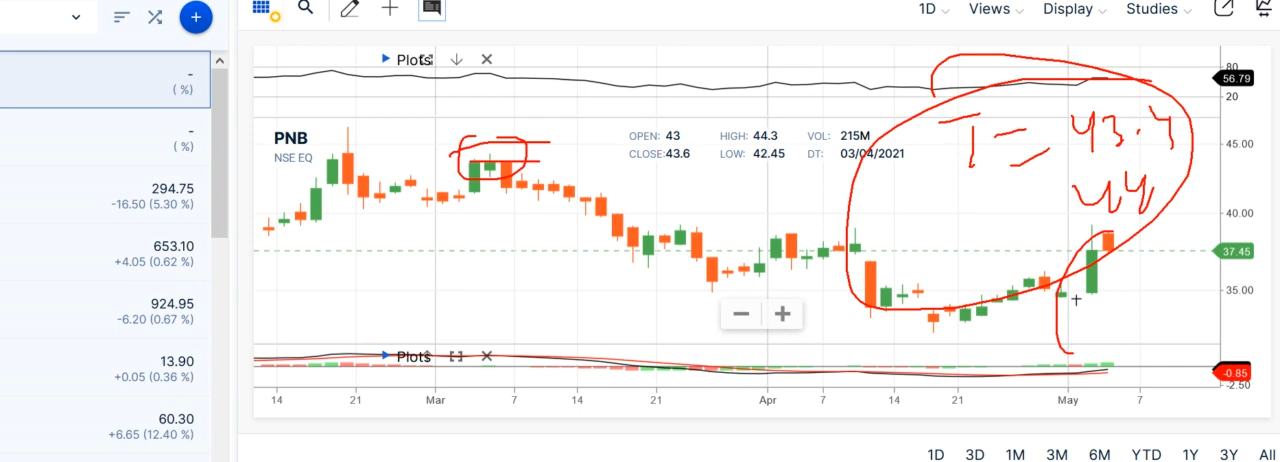 1D Views Display Studies
-
( %)
-
( %)
294.75
-16.50 (5.30 %)
653.10
+4.05 (0.62 %)
924.95
-6.20 (0.67 %)
13.90
+0.05 (0.36 %)
60.30
+6.65 (12.40 %)
Plots
80
56.79
20
PNB
NSE EQ
OPEN: 43 HIGH: 44.3 VOL: 215M
CLOSE:43.6 LOW: 42.45 DT: 03/04/2021
T = 43.4
44
45.00
40.00
37.45
35.00
Plots
-0.85
-2.50
14 21 Mar 7 14 21 Apr 7 14 21 May 7
1D 3D 1M 3M 6M YTD 1Y 3Y All